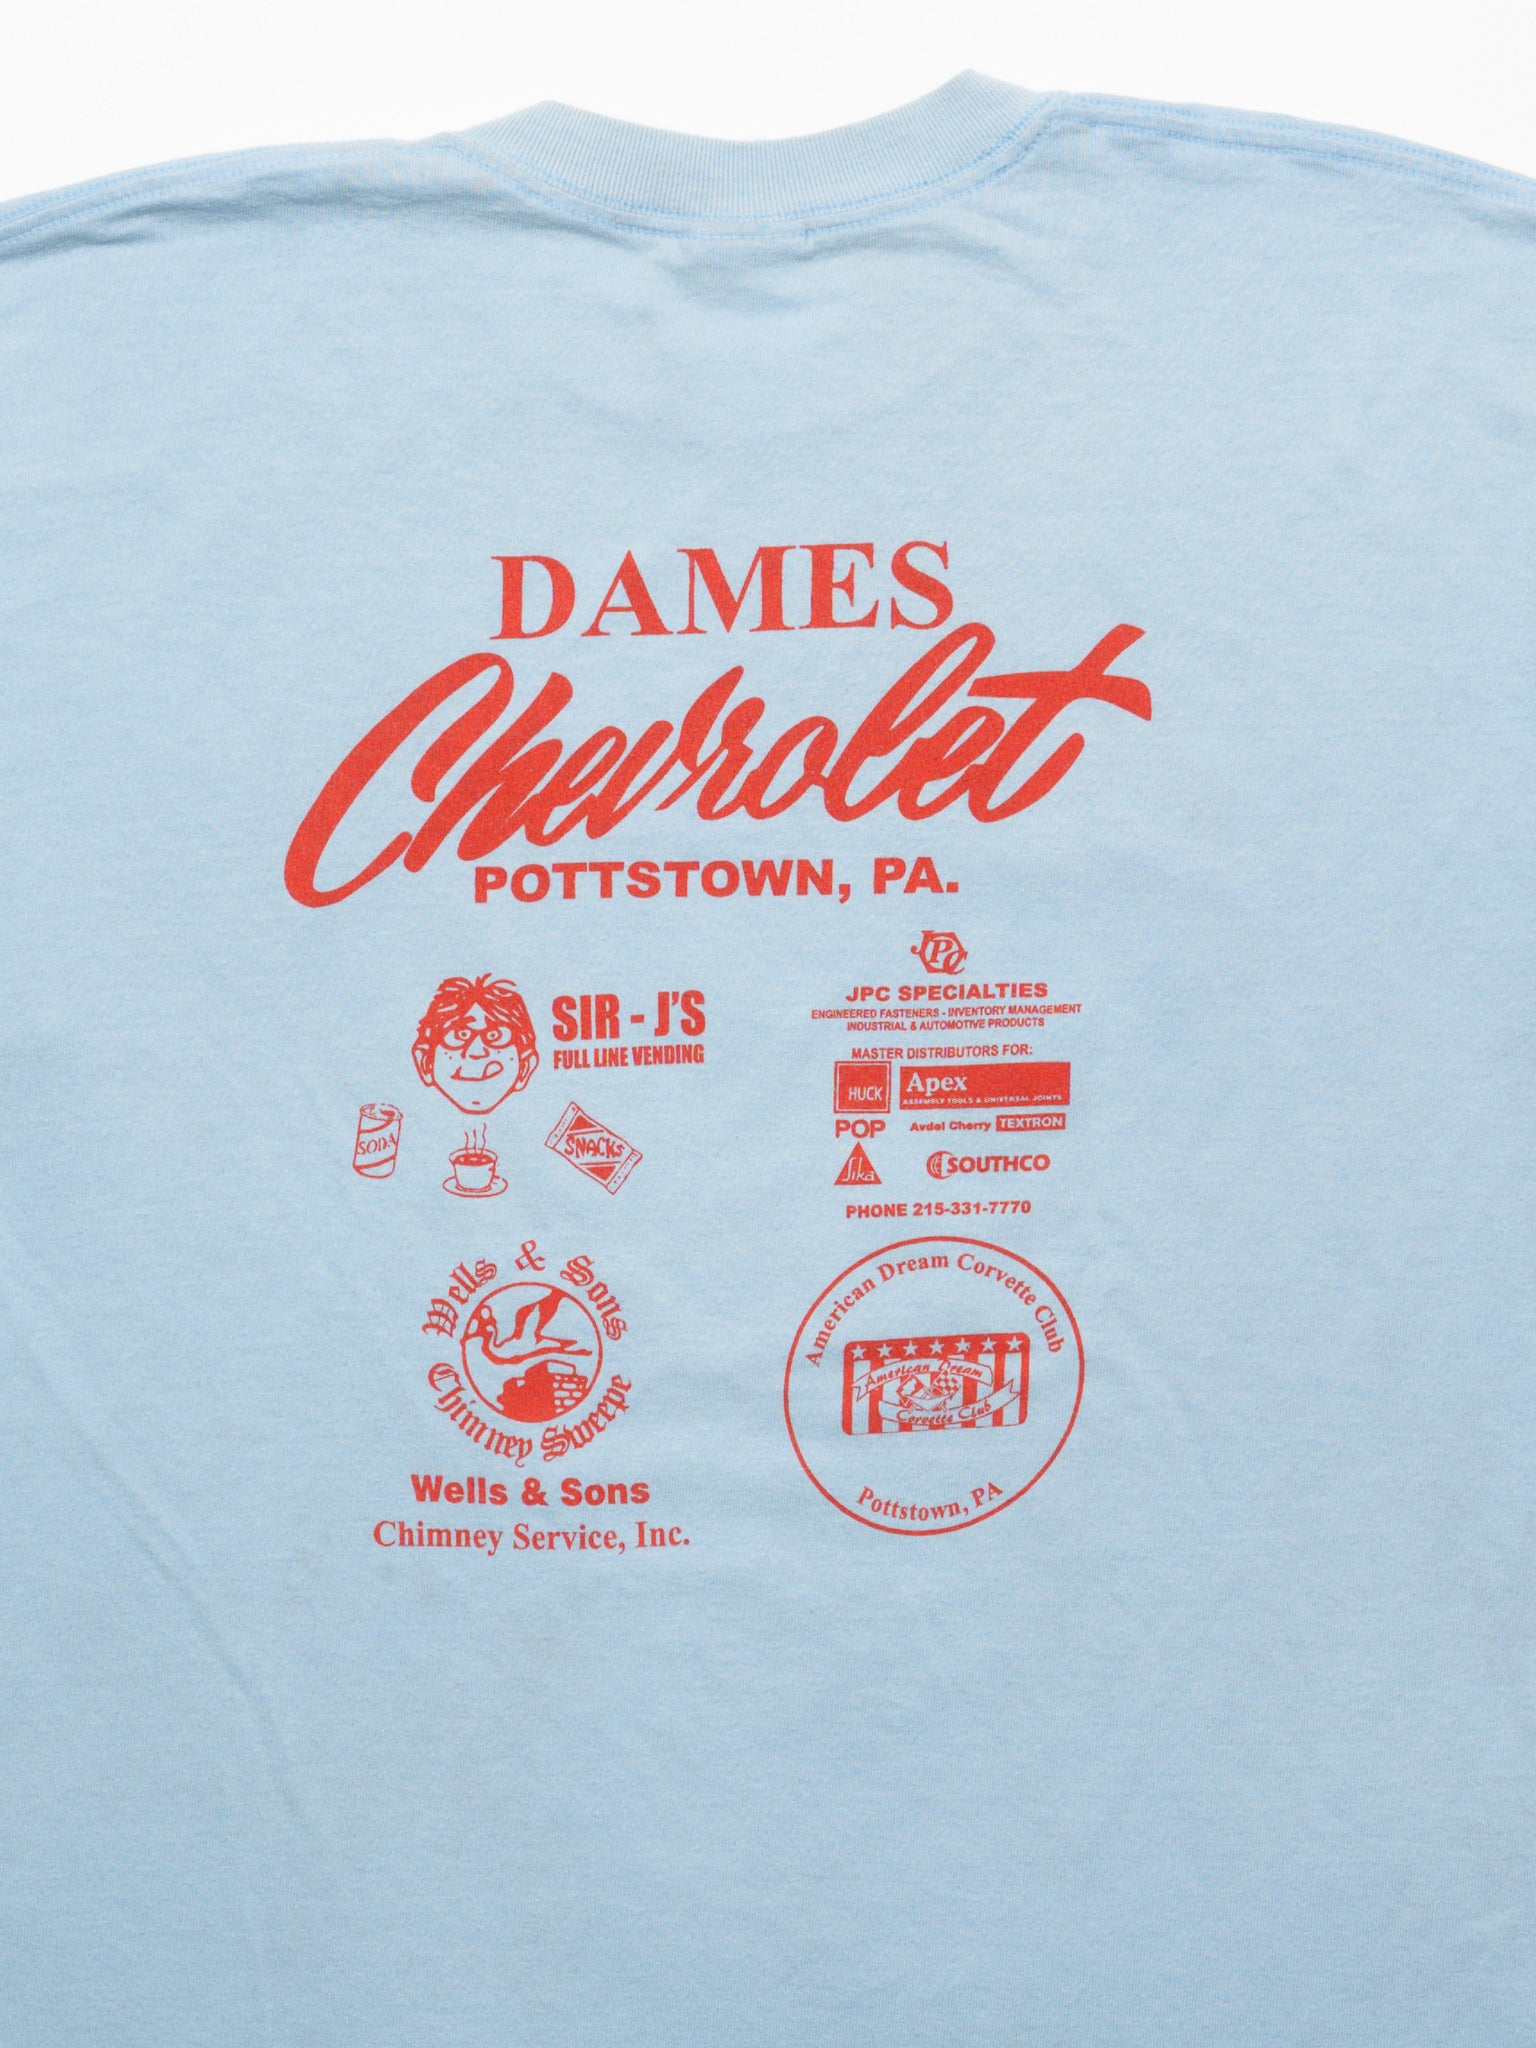 DAMES
Chevrolet
POTTSTOWN, PA.
SIR - J'S
FULL LINE VENDING
SODA
SNACKS
JPC
JPC SPECIALTIES
ENGINEERED FASTENERS - INVENTORY MANAGEMENT
INDUSTRIAL & AUTOMOTIVE PRODUCTS
MASTER DISTRIBUTORS FOR:
HUCK
Apex
ASSEMBLY TOOLS & UNIVERSAL JOINTS
POP
Avdel Cherry TEXTRON
Sika
SOUTHCO
PHONE 215-331-7770
Wells & Sons
Chimney Sweepe
Wells & Sons
Chimney Service, Inc.
American Dream Corvette Club
American Dream
Corvette Club
Pottstown, PA